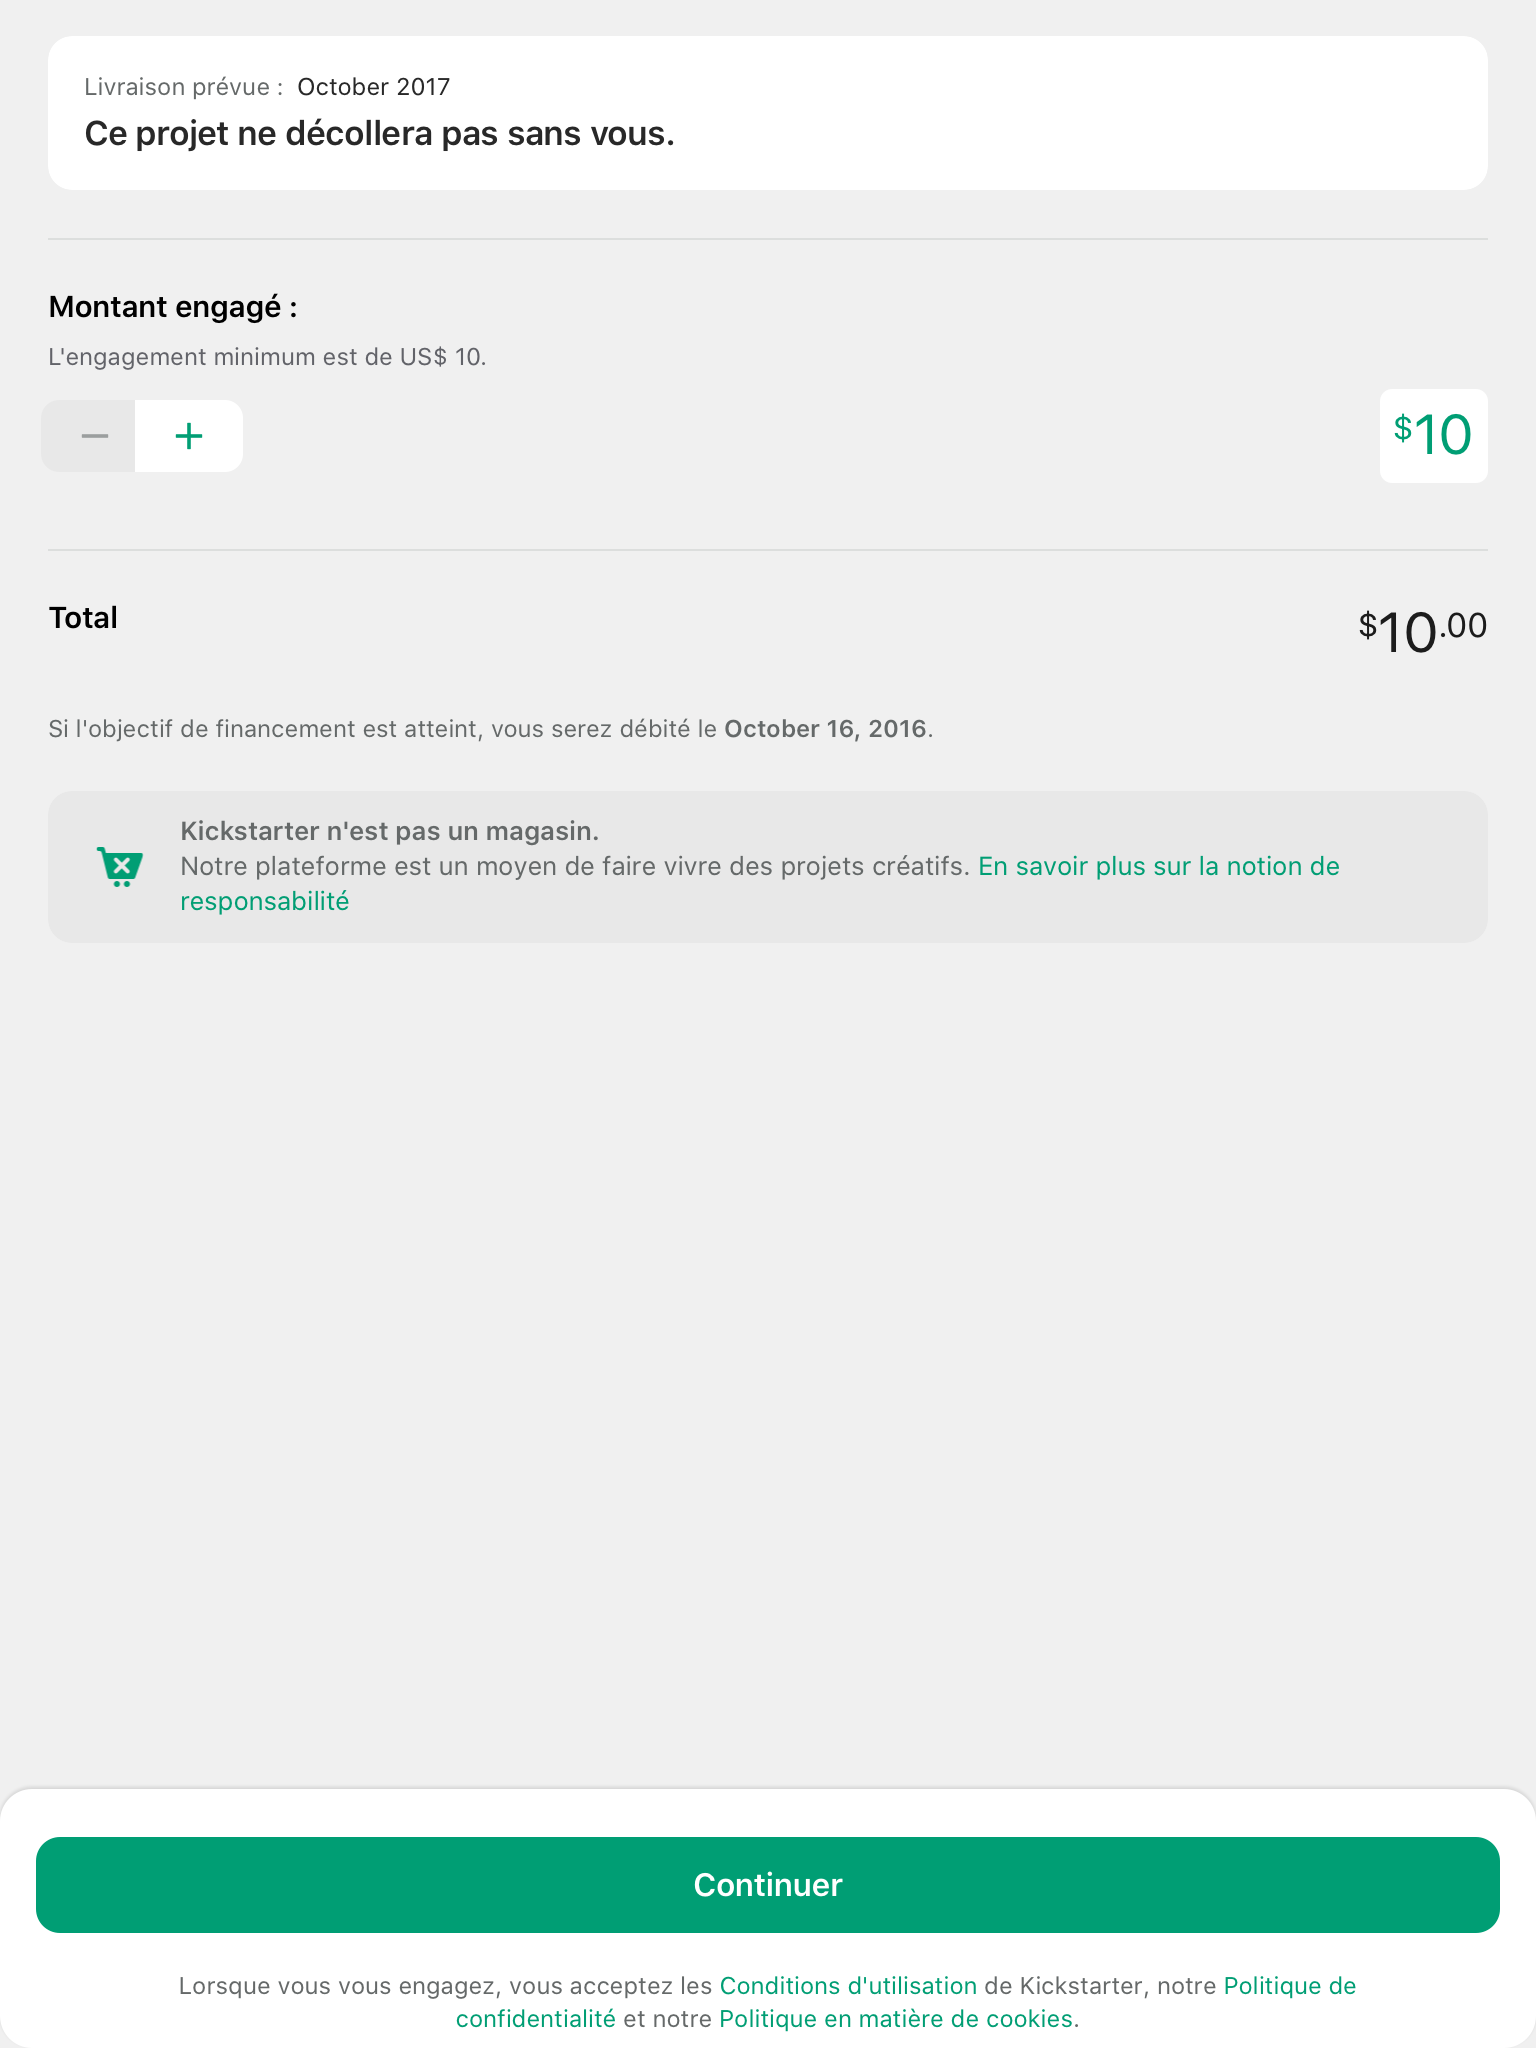 Livraison prévue : October 2017
Ce projet ne décollera pas sans vous.
Montant engagé :
L'engagement minimum est de US$ 10.
$10
Total
$10.00
Si l'objectif de financement est atteint, vous serez débité le October 16, 2016.
Kickstarter n'est pas un magasin.
Notre plateforme est un moyen de faire vivre des projets créatifs. En savoir plus sur la notion de
responsabilité
Continuer
Lorsque vous vous engagez, vous acceptez les Conditions d'utilisation de Kickstarter, notre Politique de
confidentialité et notre Politique en matière de cookies.